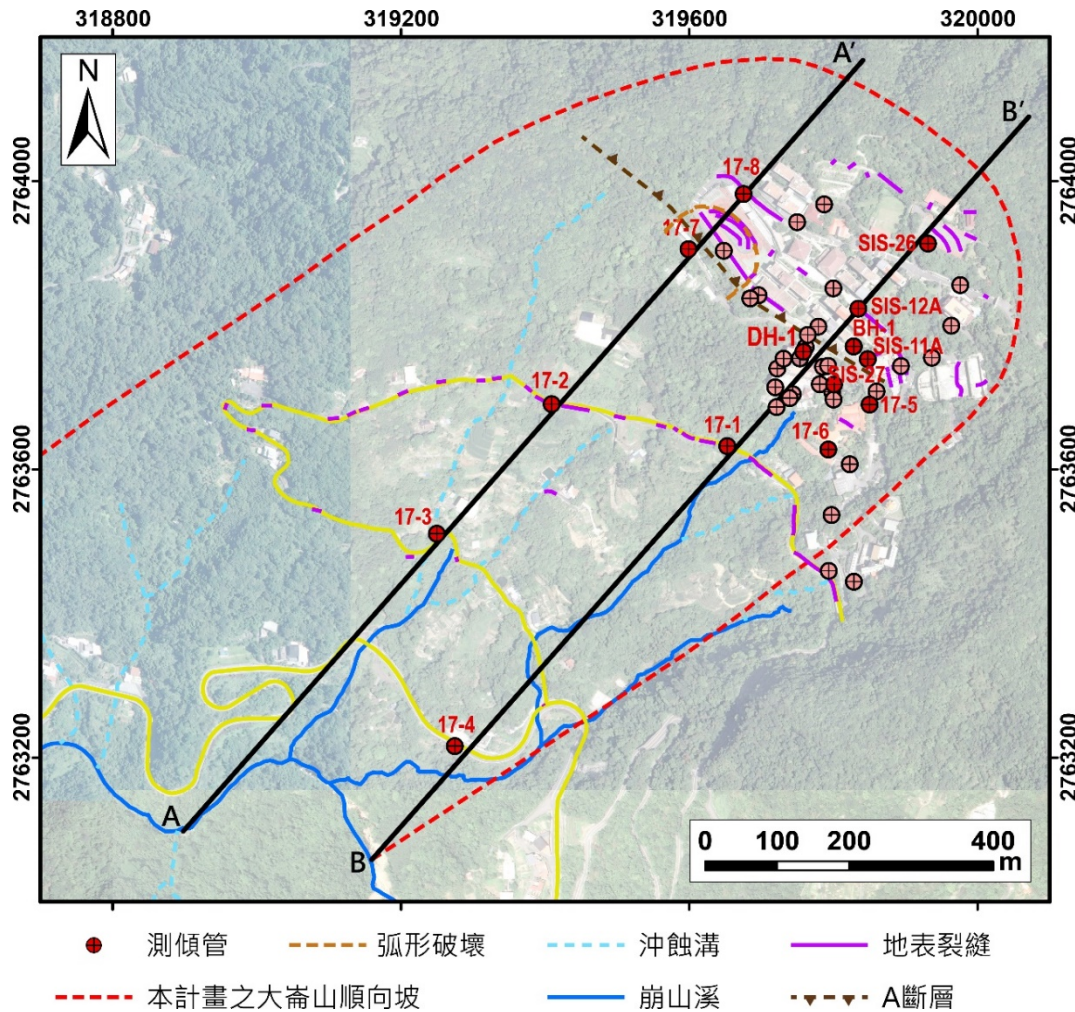 318800 319200 319600 320000
N
A'
B'
2764000 2764000
17-8
17-7
SIS-26
SIS-12A
DH-1 BH-1
SIS-11A
SIS-27
17-2
17-5
17-1
17-6
2763600 2763600
17-3
17-4
2763200 2763200
A
B
0 100 200 400
m
測傾管 弧形破壞 沖蝕溝 地表裂縫
本計畫之大崙山順向坡 崩山溪 A斷層